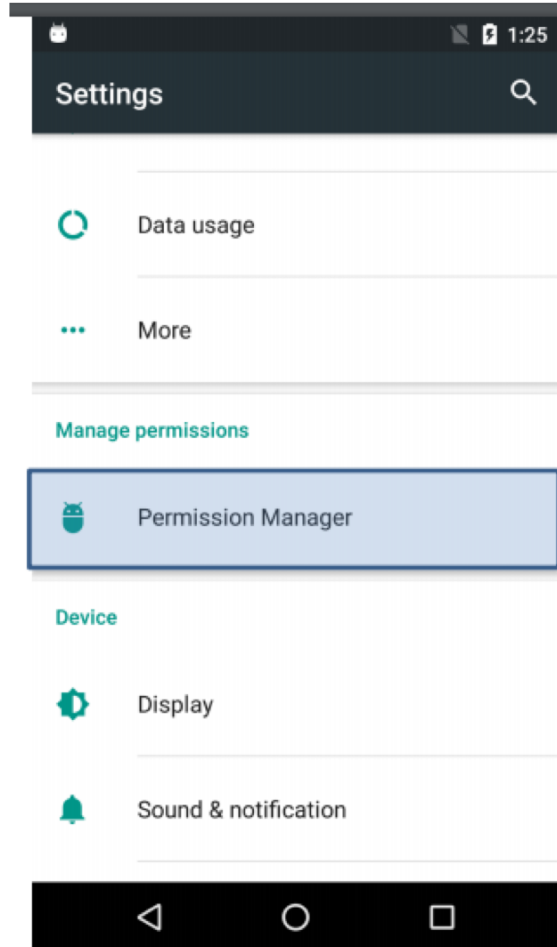 1:25
Settings
Data usage
More
Manage permissions
Permission Manager
Device
Display
Sound & notification